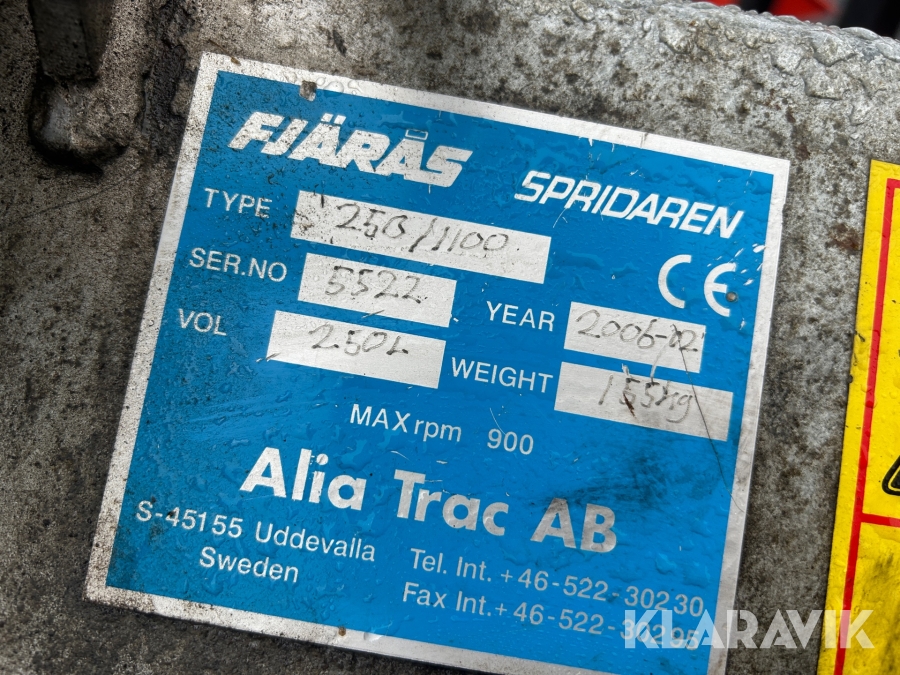 FJÄRÅS SPRIDAREN
TYPE 250/1100
SER.NO 5522
YEAR 2006-02
VOL 250L
WEIGHT 155kg
CE
MAX rpm 900
Alia Trac AB
S-45155 Uddevalla
Sweden
Tel. Int. +46-522-30230
Fax Int.+46-522-30295
KLARAVIK